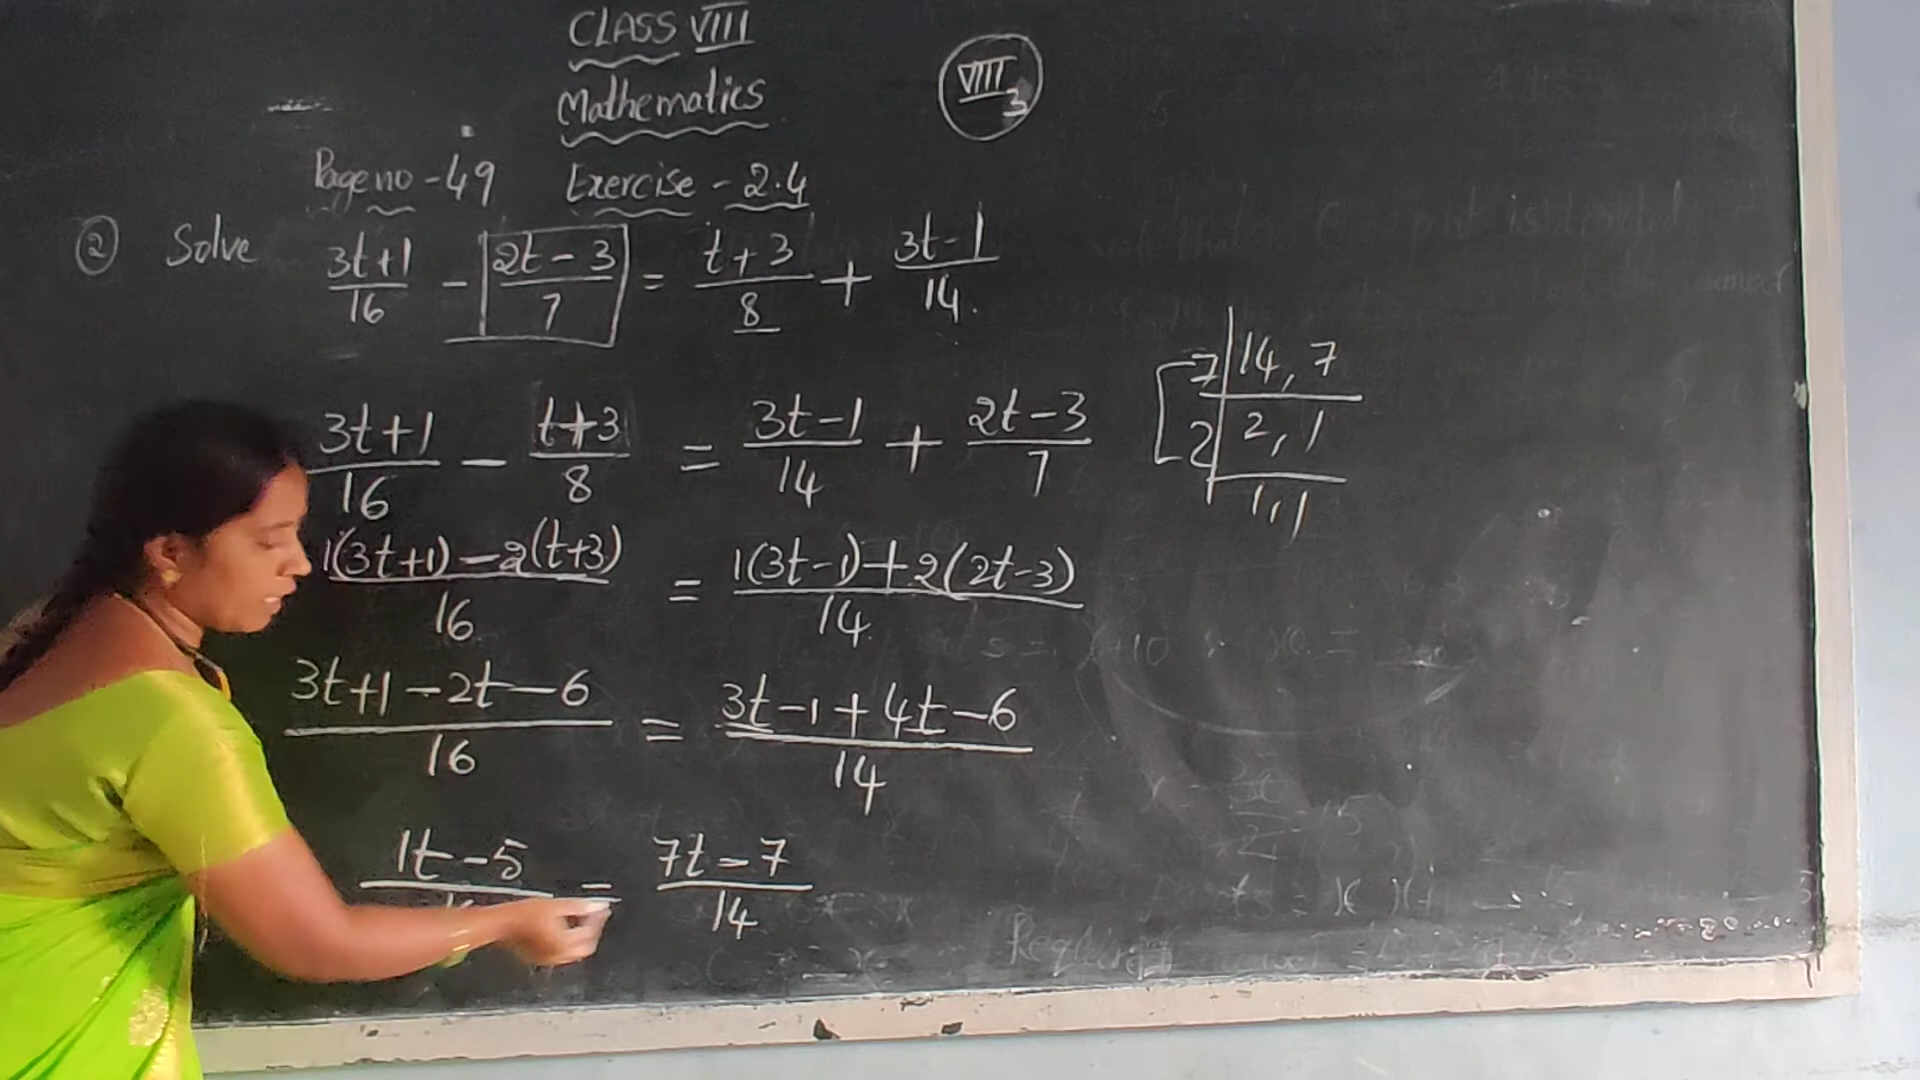 CLASS VIII
Mathematics
VIII 3
Page no - 49 Exercise - 2.4
② Solve (3t+1)/16 - (2t-3)/7 = (t+3)/8 + (3t-1)/14.
(3t+1)/16 - (t+3)/8 = (3t-1)/14 + (2t-3)/7
7 | 14, 7
2 | 2, 1
1, 1
(1(3t+1) - 2(t+3))/16 = (1(3t-1) + 2(2t-3))/14
(3t+1-2t-6)/16 = (3t-1+4t-6)/14
1t-5 = (7t-7)/14